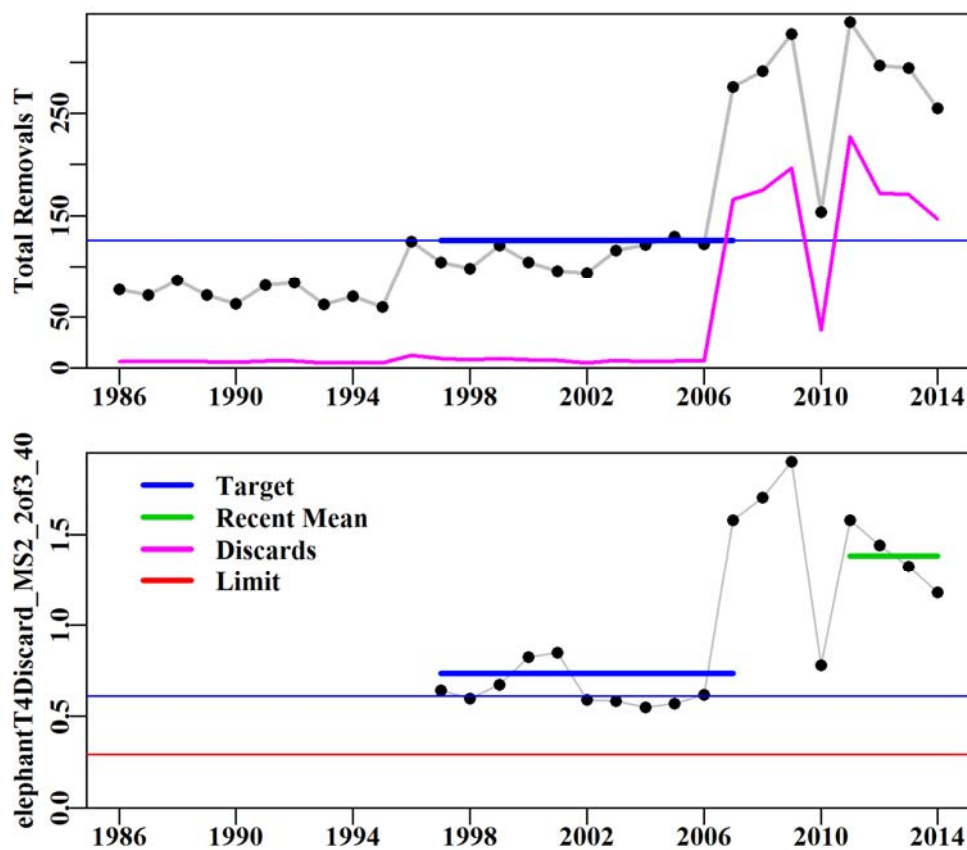 Total Removals T
250
150
50
0
1986 1990 1994 1998 2002 2006 2010 2014
elephantT4Discard_MS2_2of3_40
1.5
1.0
0.5
0.0
Target
Recent Mean
Discards
Limit
1986 1990 1994 1998 2002 2006 2010 2014